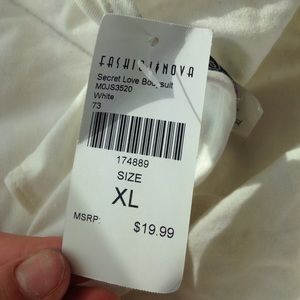 FASHIONNOVA
Secret Love Bodysuit
M0JS3520
White
73
174889
SIZE
XL
MSRP: $19.99